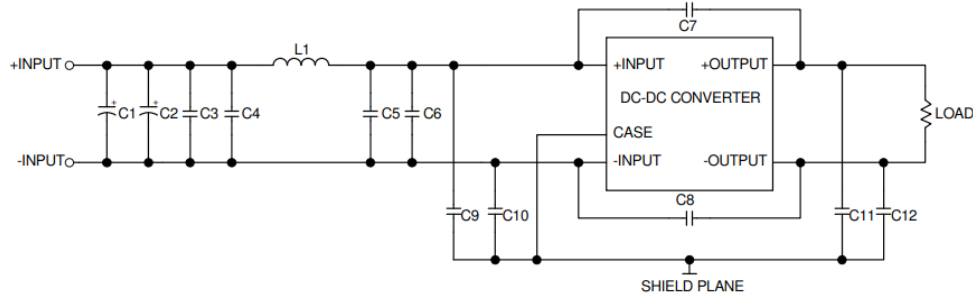 C7
L1
+INPUT
+INPUT
+OUTPUT
DC-DC CONVERTER
+ C1
+ C2
C3
C4
C5
C6
LOAD
CASE
-INPUT
-INPUT
-OUTPUT
C8
C9
C10
C11
C12
SHIELD PLANE